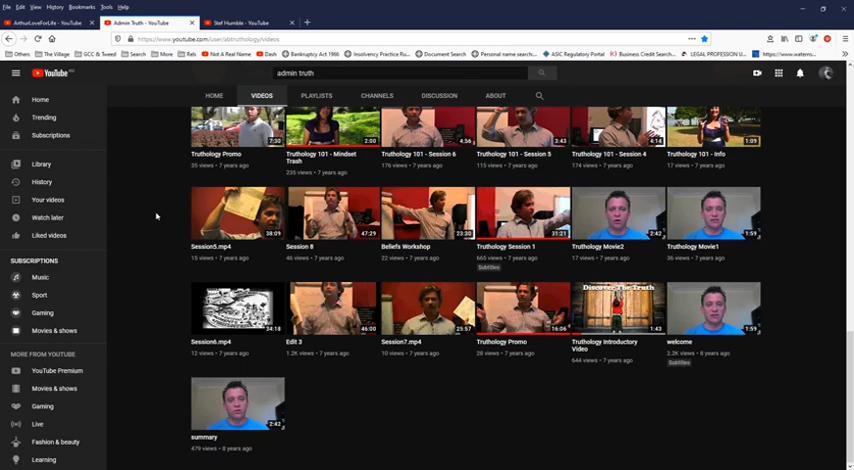 File Edit View History Bookmarks Tools Help
ArthurLoveForLife - YouTube
Admin Truth - YouTube
Stef Humble - YouTube
https://www.youtube.com/user/abtruthology/videos
Others The Village GCC & Tweed Search More Rels Not A Real Name Dash Bankruptcy Act 1966 Insolvency Practice Ru... Document Search Personal name search... ASIC Regulatory Portal Business Credit Search... LEGAL PROFESSION U...
YouTube
admin truth
HOME VIDEOS PLAYLISTS CHANNELS DISCUSSION ABOUT
Home
Trending
Subscriptions
Library
History
Your videos
Watch later
Liked videos
SUBSCRIPTIONS
Music
Sport
Gaming
Movies & shows
MORE FROM YOUTUBE
YouTube Premium
Movies & shows
Gaming
Live
Fashion & beauty
Learning
7:30 2:00 4:56 3:43 4:14 1:09
Truthology Promo
35 views • 7 years ago
Truthology 101 - Mindset Trash
235 views • 7 years ago
Truthology 101 - Session 6
176 views • 7 years ago
Truthology 101 - Session 5
115 views • 7 years ago
Truthology 101 - Session 4
101 views • 7 years ago
Truthology 101 - Info
17 views • 7 years ago
38:09 47:29 23:30 31:21 2:42 1:59
Session5.mp4
15 views • 7 years ago
Session 8
46 views • 7 years ago
Beliefs Workshop
22 views • 7 years ago
Truthology Session 1
665 views • 7 years ago
Subtitles
Truthology Movie2
17 views • 7 years ago
Truthology Movie1
36 views • 7 years ago
Discover The Truth
34:18 46:00 25:57 16:06 1:43 1:59
Session6.mp4
12 views • 7 years ago
Edit 3
1.2K views • 7 years ago
Session7.mp4
10 views • 7 years ago
Truthology Promo
28 views • 7 years ago
Truthology Introductory Video
644 views • 7 years ago
welcome
2.2K views • 8 years ago
Subtitles
2:42
summary
479 views • 8 years ago